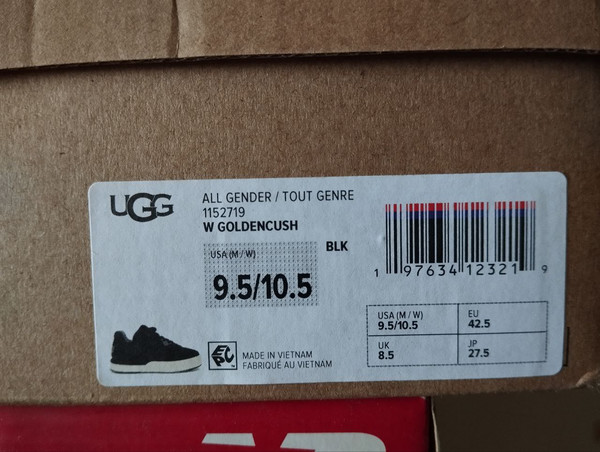 UGG
ALL GENDER / TOUT GENRE
1152719
W GOLDENCUSH
BLK
USA (M / W)
9.5/10.5
1 97634 12321 9
USA (M / W)
9.5/10.5
EU
42.5
UK
8.5
JP
27.5
MADE IN VIETNAM
FABRIQUÉ AU VIETNAM